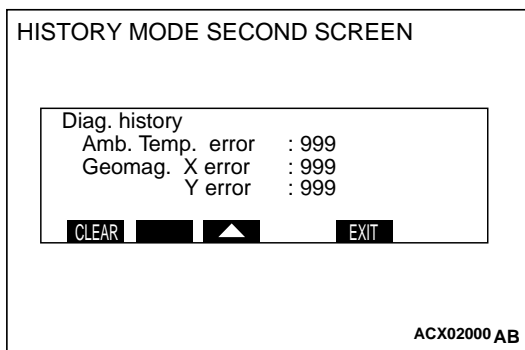 HISTORY MODE SECOND SCREEN
Diag. history
Amb. Temp. error : 999
Geomag. X error : 999
Y error : 999
CLEAR EXIT
ACX02000 AB